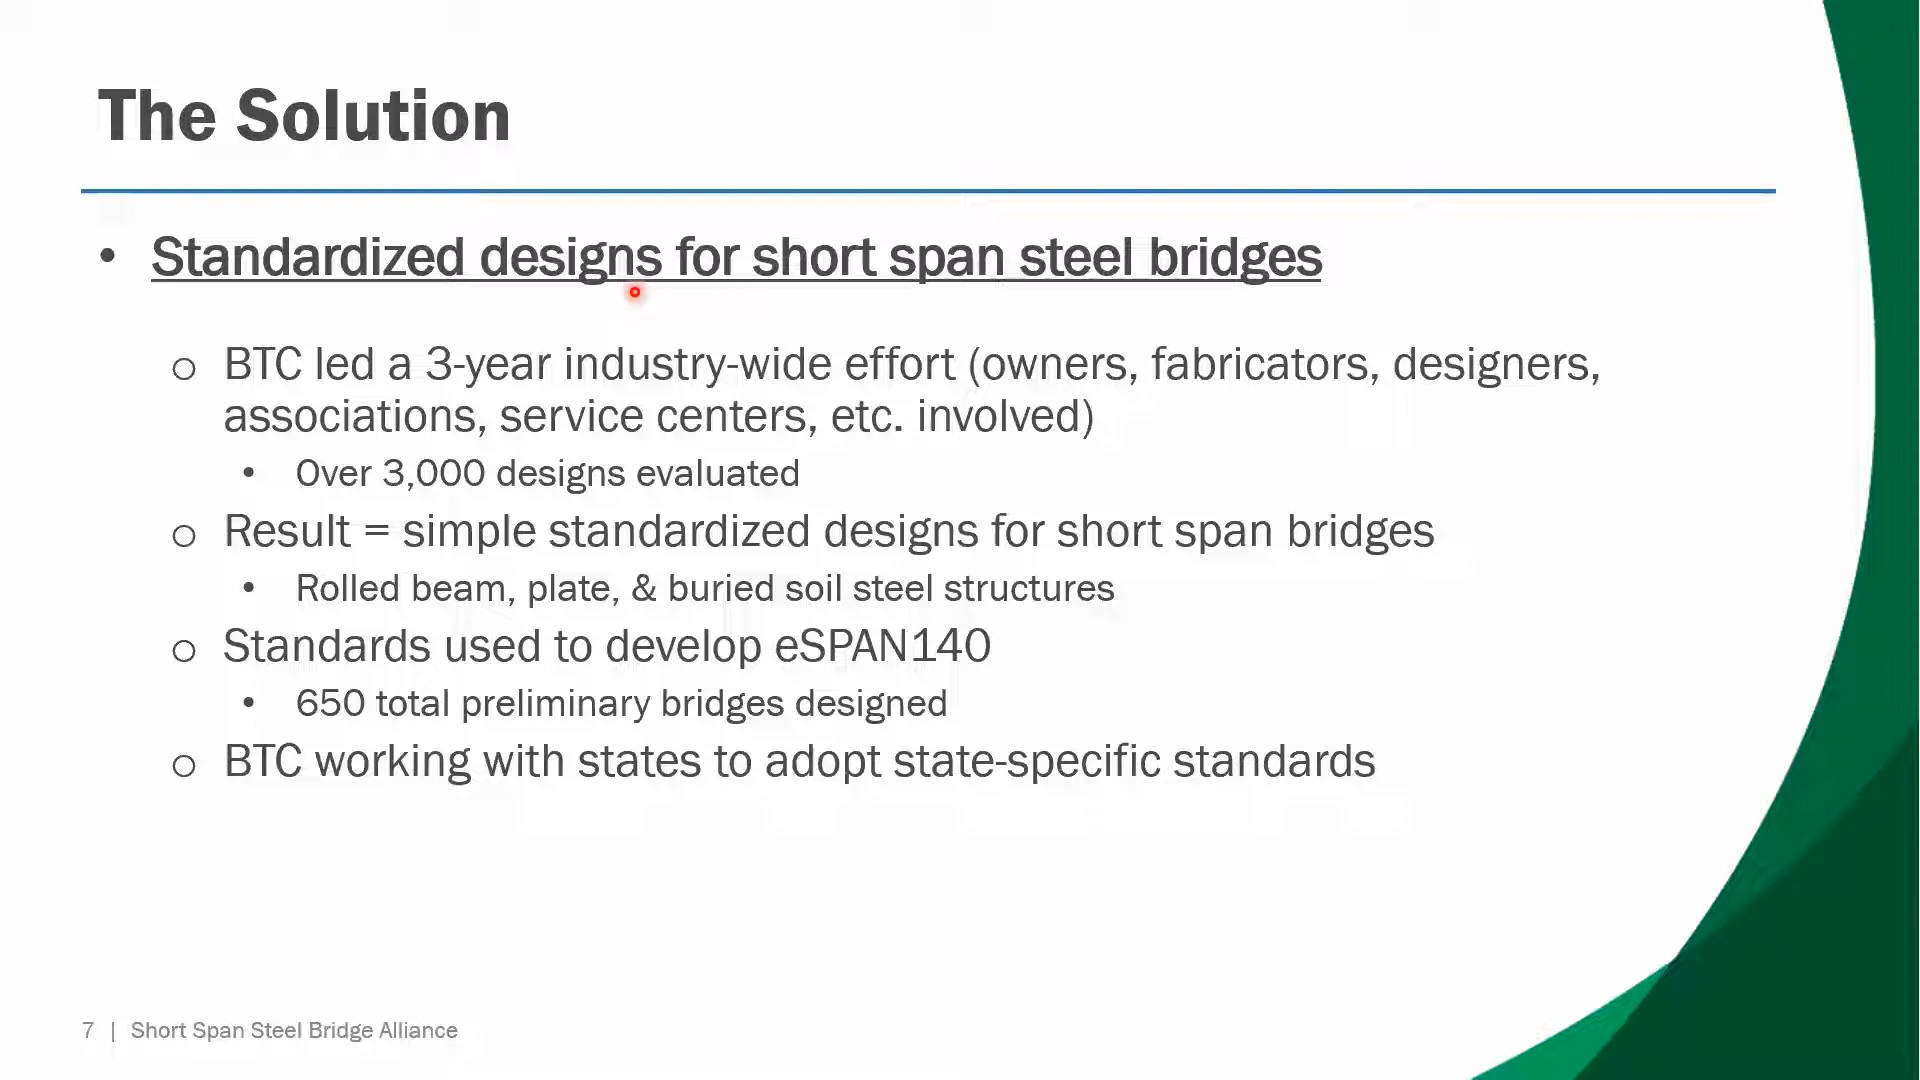 The Solution
• Standardized designs for short span steel bridges
o BTC led a 3-year industry-wide effort (owners, fabricators, designers,
associations, service centers, etc. involved)
• Over 3,000 designs evaluated
o Result = simple standardized designs for short span bridges
• Rolled beam, plate, & buried soil steel structures
o Standards used to develop eSPAN140
• 650 total preliminary bridges designed
o BTC working with states to adopt state-specific standards
7 | Short Span Steel Bridge Alliance